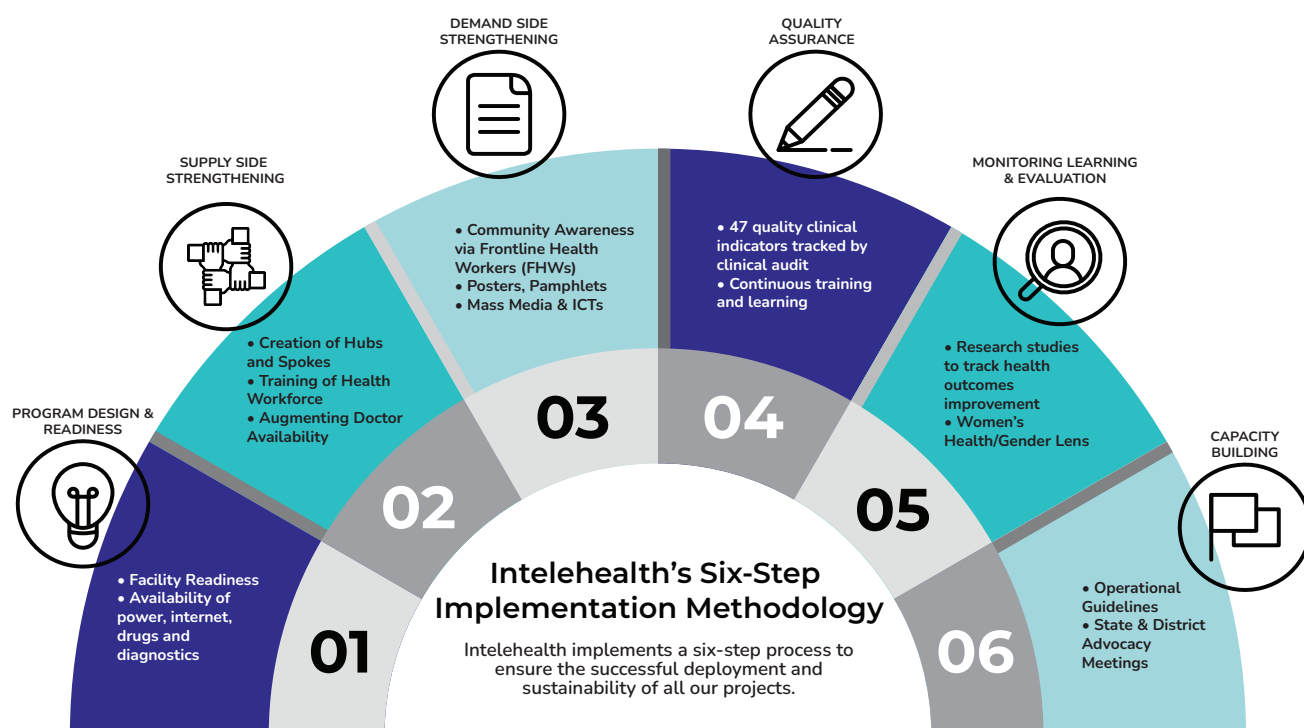 PROGRAM DESIGN &
READINESS
• Facility Readiness
• Availability of
power, internet,
drugs and
diagnostics
01
SUPPLY SIDE
STRENGTHENING
• Creation of Hubs
and Spokes
• Training of Health
Workforce
• Augmenting Doctor
Availability
02
DEMAND SIDE
STRENGTHENING
• Community Awareness
via Frontline Health
Workers (FHWs)
• Posters, Pamphlets
• Mass Media & ICTs
03
QUALITY
ASSURANCE
• 47 quality clinical
indicators tracked by
clinical audit
• Continuous training
and learning
04
MONITORING LEARNING
& EVALUATION
• Research studies
to track health
outcomes
improvement
• Women's
Health/Gender Lens
05
CAPACITY
BUILDING
• Operational
Guidelines
• State & District
Advocacy
Meetings
06
Intelehealth's Six-Step
Implementation Methodology
Intelehealth implements a six-step process to
ensure the successful deployment and
sustainability of all our projects.